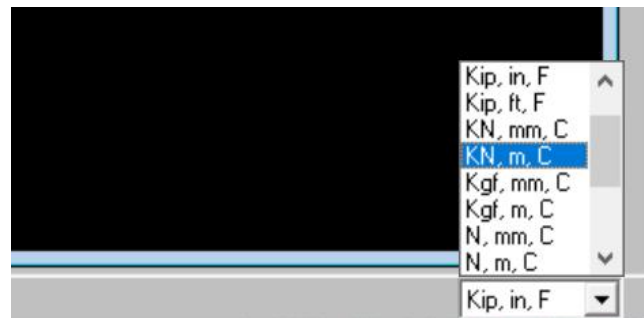 Kip, in, F
Kip, ft, F
KN, mm, C
KN, m, C
Kgf, mm, C
Kgf, m, C
N, mm, C
N, m, C
Kip, in, F